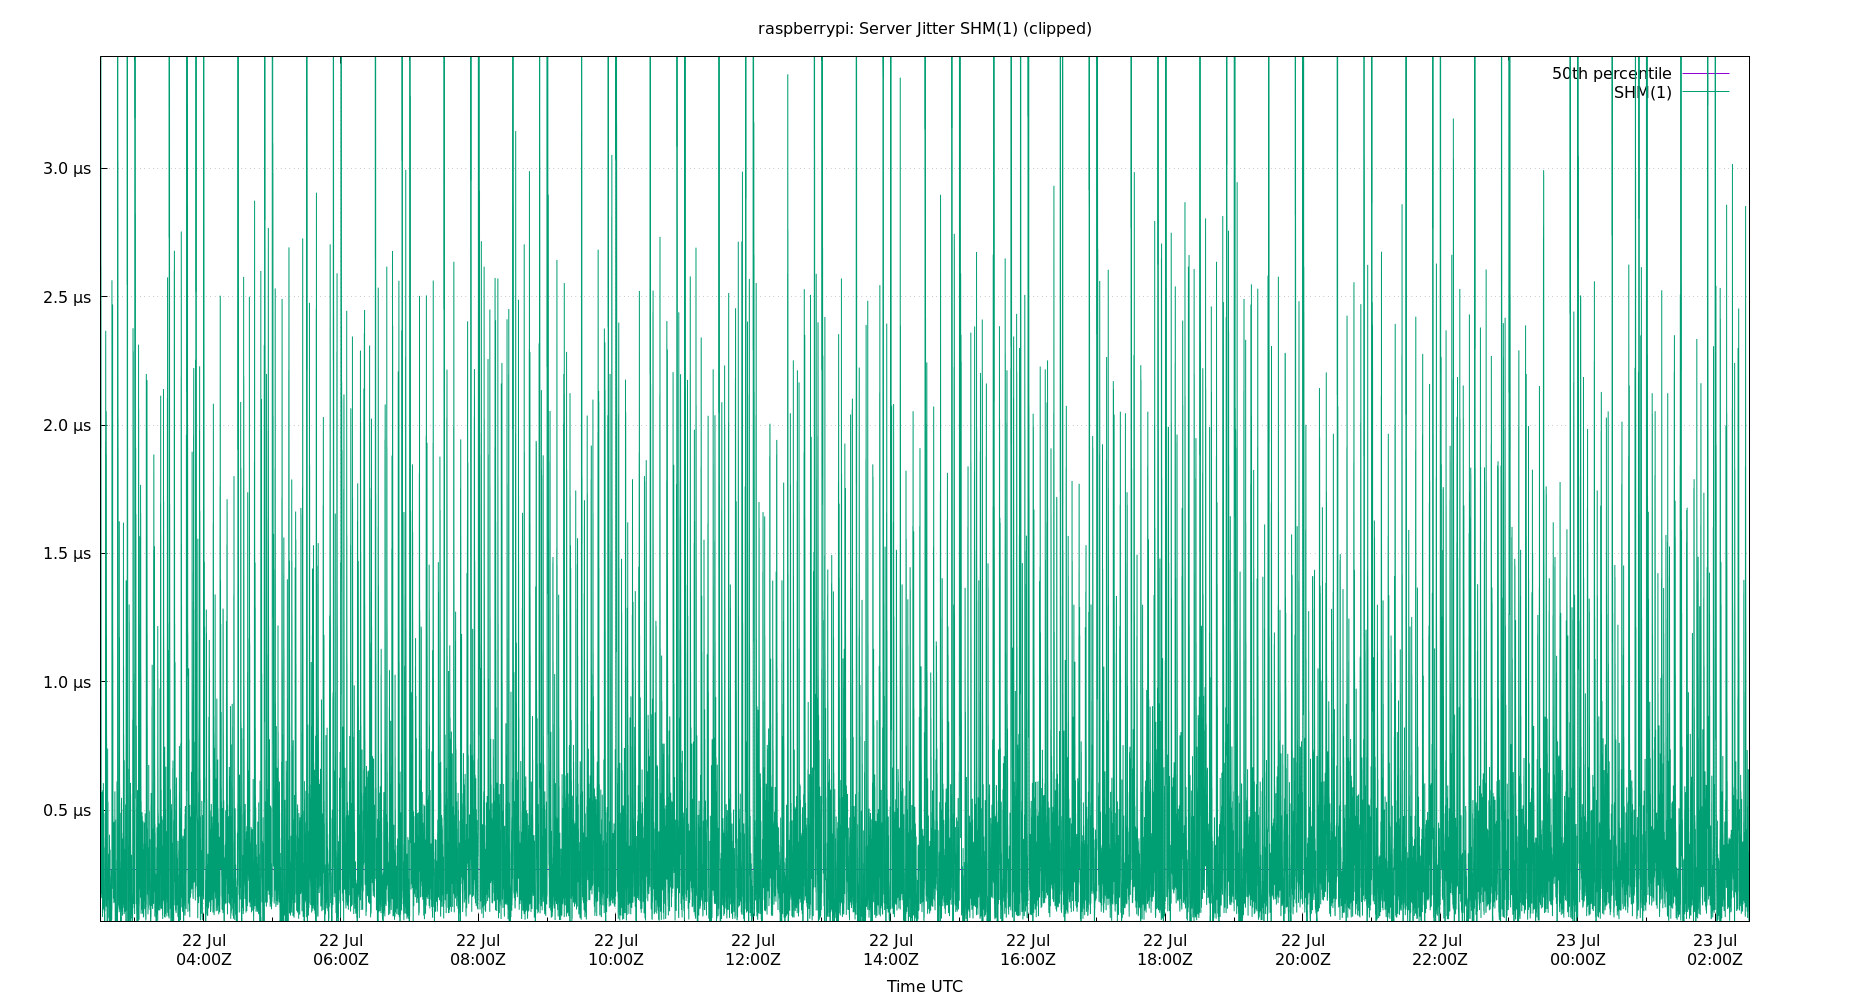 raspberrypi: Server Jitter SHM(1) (clipped)
50th percentile
SHM(1)
3.0 µs
2.5 µs
2.0 µs
1.5 µs
1.0 µs
0.5 µs
22 Jul 22 Jul 22 Jul 22 Jul 22 Jul 22 Jul 22 Jul 22 Jul 22 Jul 22 Jul 23 Jul 23 Jul
04:00Z 06:00Z 08:00Z 10:00Z 12:00Z 14:00Z 16:00Z 18:00Z 20:00Z 22:00Z 00:00Z 02:00Z
Time UTC